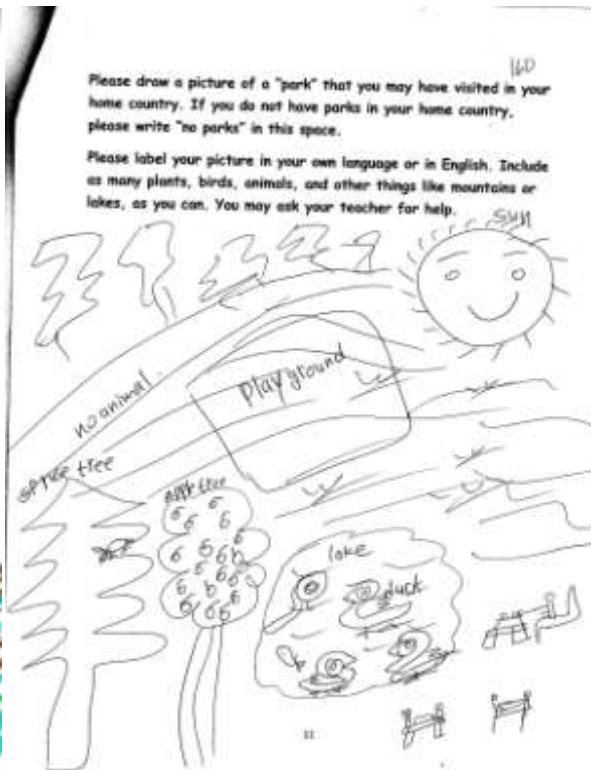 160
Please draw a picture of a "park" that you may have visited in your
home country. If you do not have parks in your home country,
please write "no parks" in this space.
Please label your picture in your own language or in English. Include
as many plants, birds, animals, and other things like mountains or
lakes, as you can. You may ask your teacher for help.
sun
playground
no animal
tree
tree
lake
duck